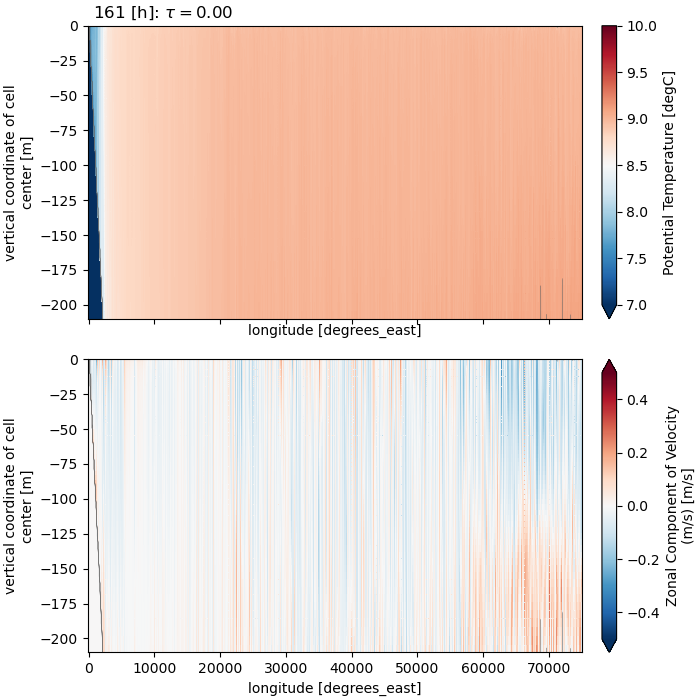 161 [h]: τ = 0.00
0
−25
−50
−75
−100
−125
−150
−175
−200
vertical coordinate of cell
center [m]
longitude [degrees_east]
10.0
9.5
9.0
8.5
8.0
7.5
7.0
Potential Temperature [degC]
0
−25
−50
−75
−100
−125
−150
−175
−200
vertical coordinate of cell
center [m]
0 10000 20000 30000 40000 50000 60000 70000
longitude [degrees_east]
0.4
0.2
0.0
−0.2
−0.4
Zonal Component of Velocity
(m/s) [m/s]